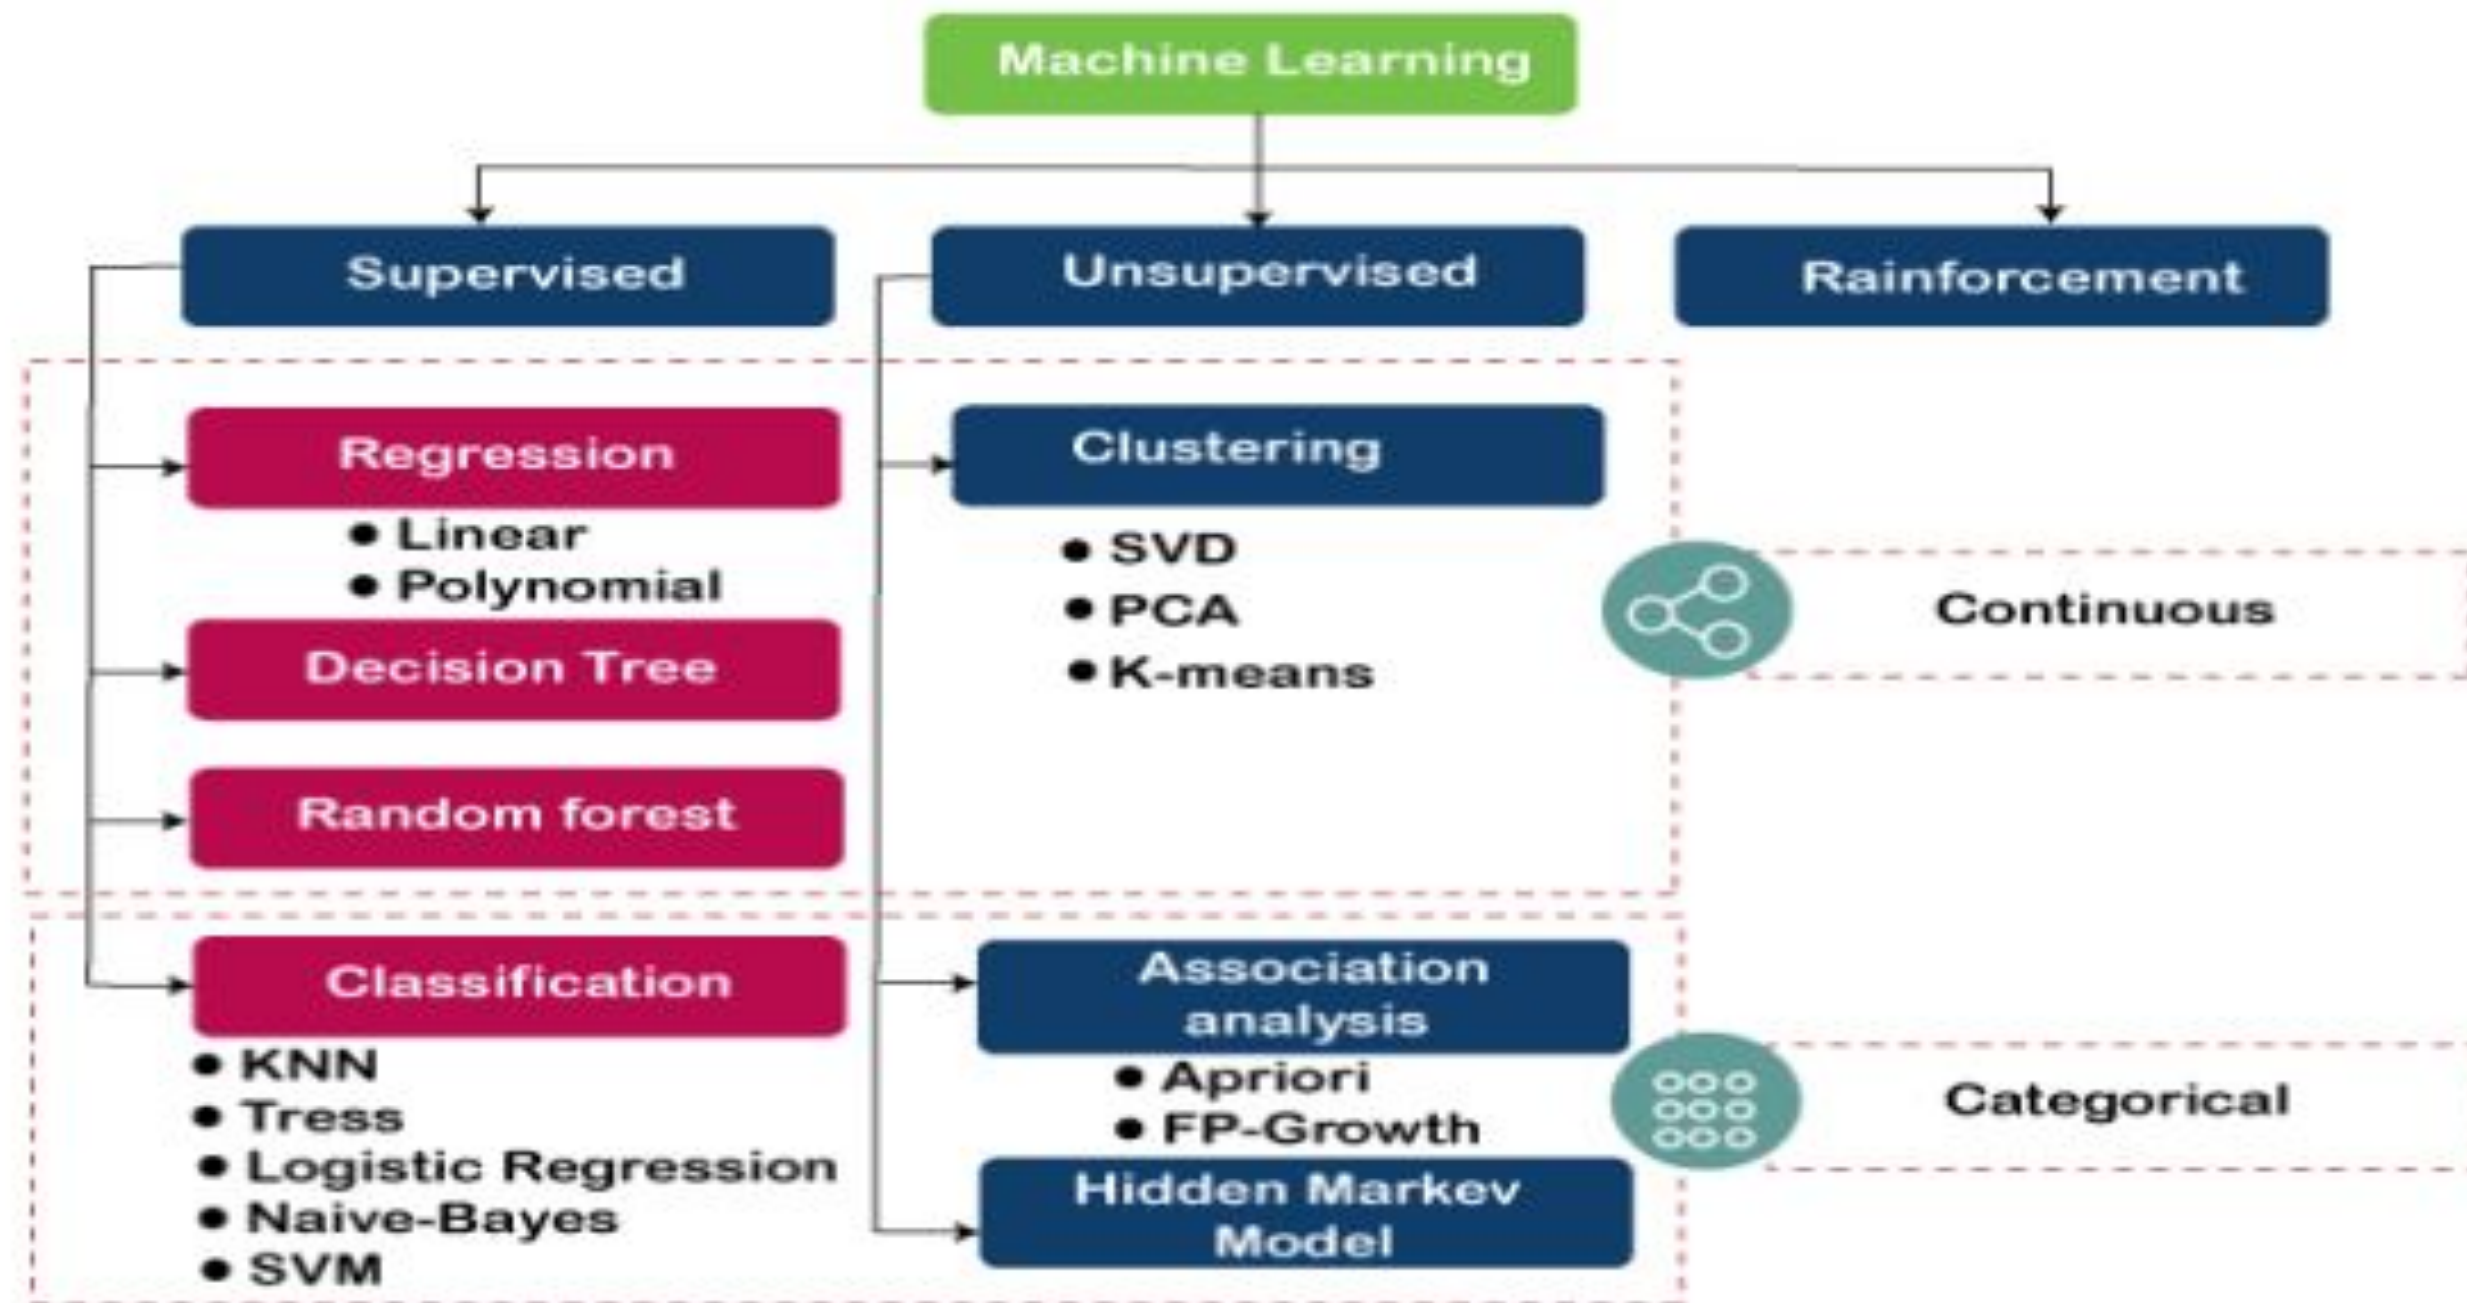 Machine Learning
Supervised
Unsupervised
Rainforcement
Regression
• Linear
• Polynomial
Decision Tree
Random forest
Clustering
• SVD
• PCA
• K-means
Continuous
Classification
• KNN
• Tress
• Logistic Regression
• Naive-Bayes
• SVM
Association
analysis
• Apriori
• FP-Growth
Hidden Markev
Model
Categorical